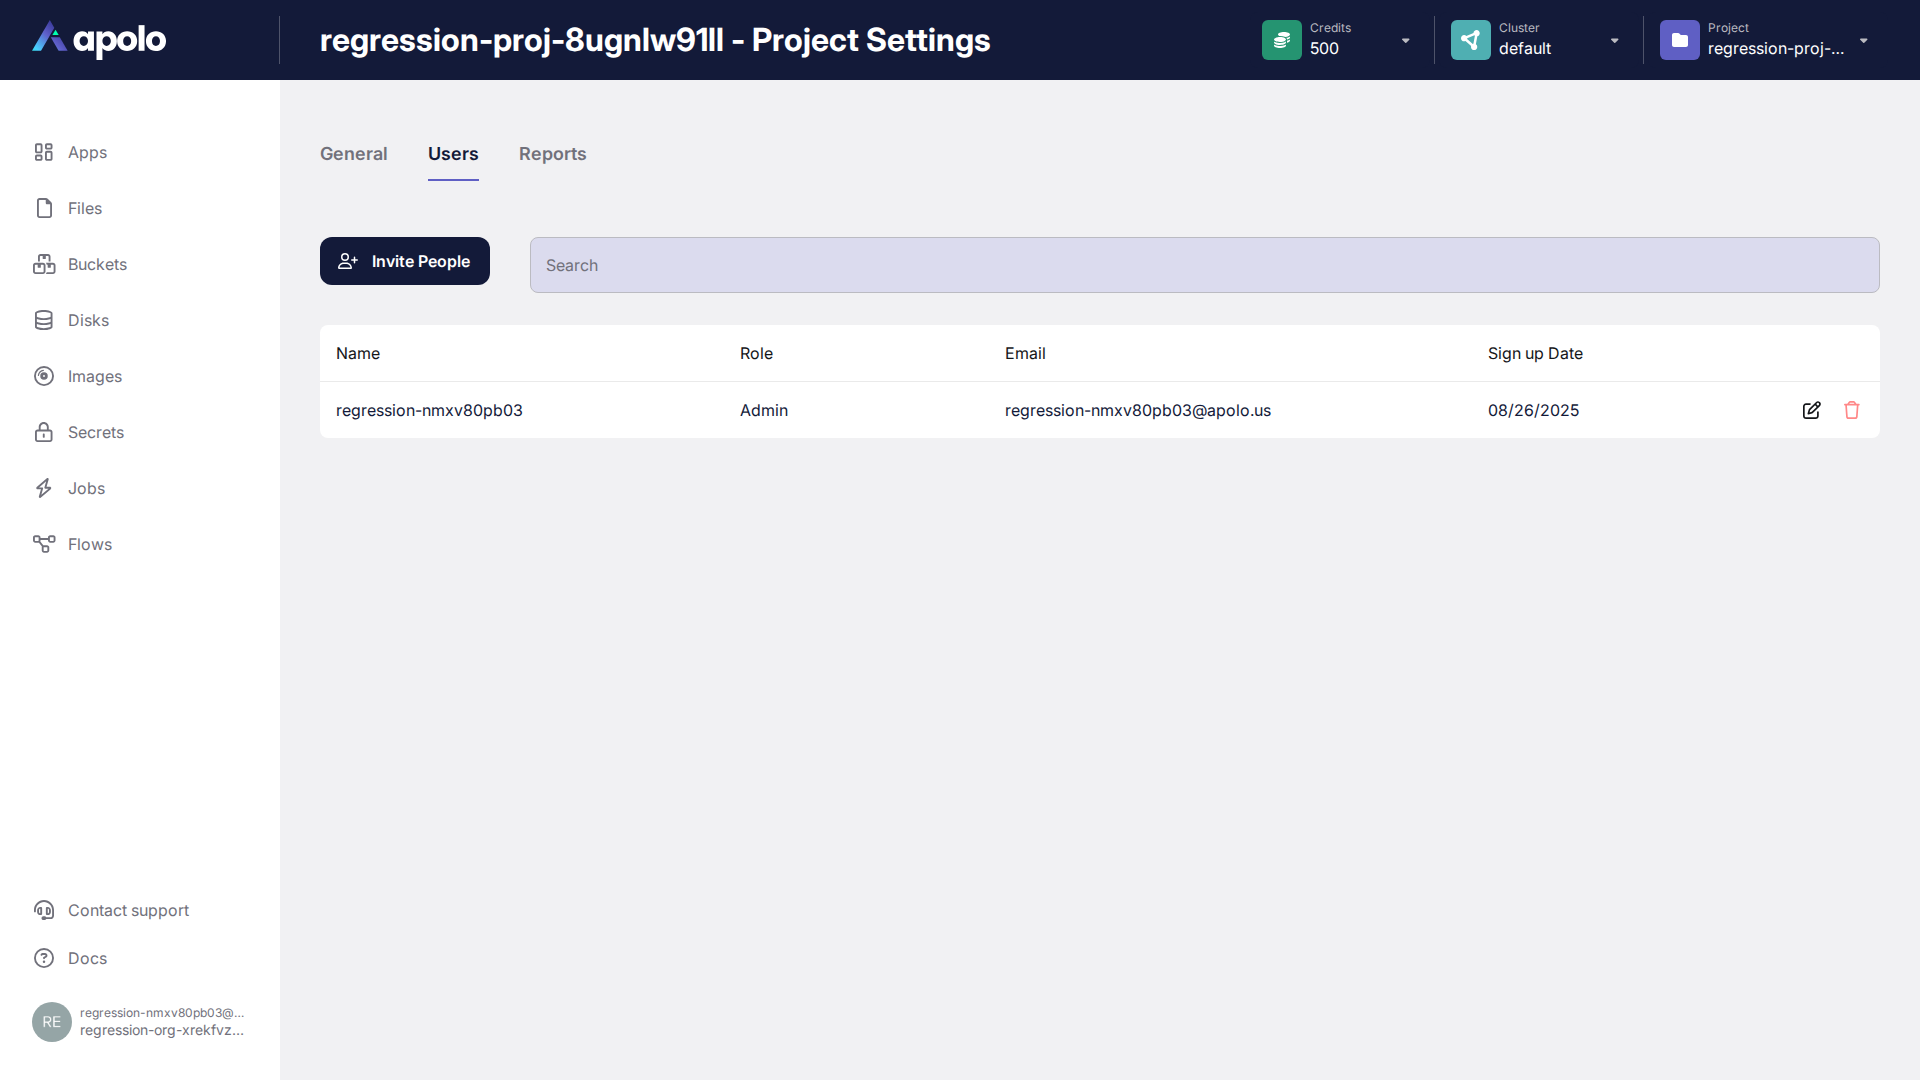 apolo
regression-proj-8ugnlw91ll - Project Settings
Credits
500
Cluster
default
Project
regression-proj-...
Apps
Files
Buckets
Disks
Images
Secrets
Jobs
Flows
General
Users
Reports
Invite People
Search
Name
Role
Email
Sign up Date
regression-nmxv80pb03
Admin
regression-nmxv80pb03@apolo.us
08/26/2025
Contact support
Docs
RE
regression-nmxv80pb03@...
regression-org-xrekfvz...